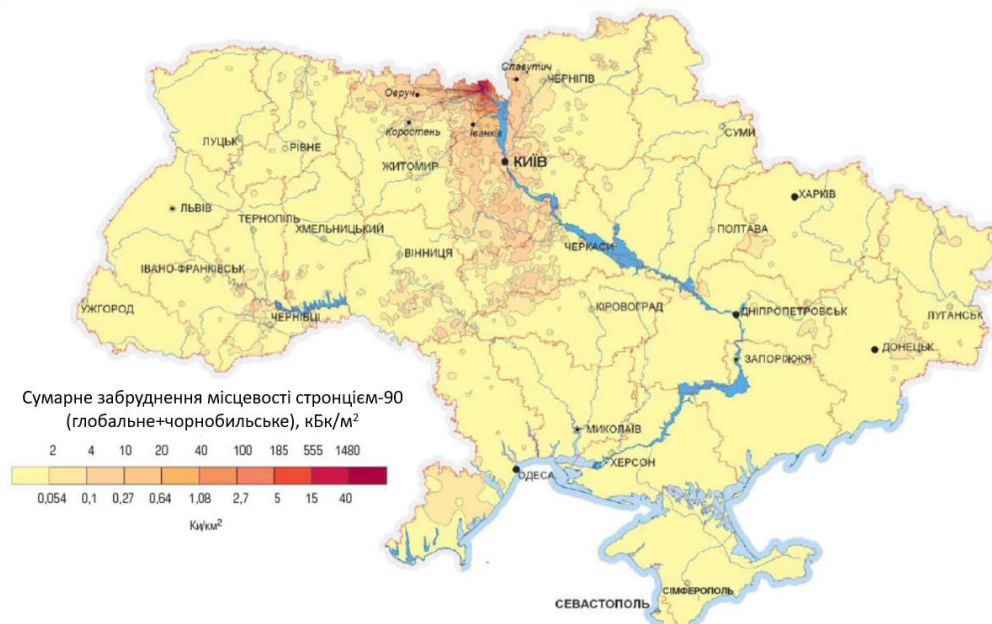 Славутич
ЧЕРНІГІВ
Овруч
Коростень
Іванків
СУМИ
ЛУЦЬК
РІВНЕ
КИЇВ
ЖИТОМИР
ХАРКІВ
ЛЬВІВ
ТЕРНОПІЛЬ
ХМЕЛЬНИЦЬКИЙ
ПОЛТАВА
ЧЕРКАСИ
ВІННИЦЯ
ІВАНО-ФРАНКІВСЬК
УЖГОРОД
ЧЕРНІВЦІ
КІРОВОГРАД
ДНІПРОПЕТРОВСЬК
ЛУГАНСЬК
ДОНЕЦЬК
ЗАПОРІЖЖЯ
Сумарне забруднення місцевості стронцієм-90
(глобальне+чорнобильське), кБк/м²
2 4 10 20 40 100 185 555 1480
0,054 0,1 0,27 0,64 1,08 2,7 5 15 40
Ки/км²
МИКОЛАЇВ
ХЕРСОН
ОДЕСА
СІМФЕРОПОЛЬ
СЕВАСТОПОЛЬ